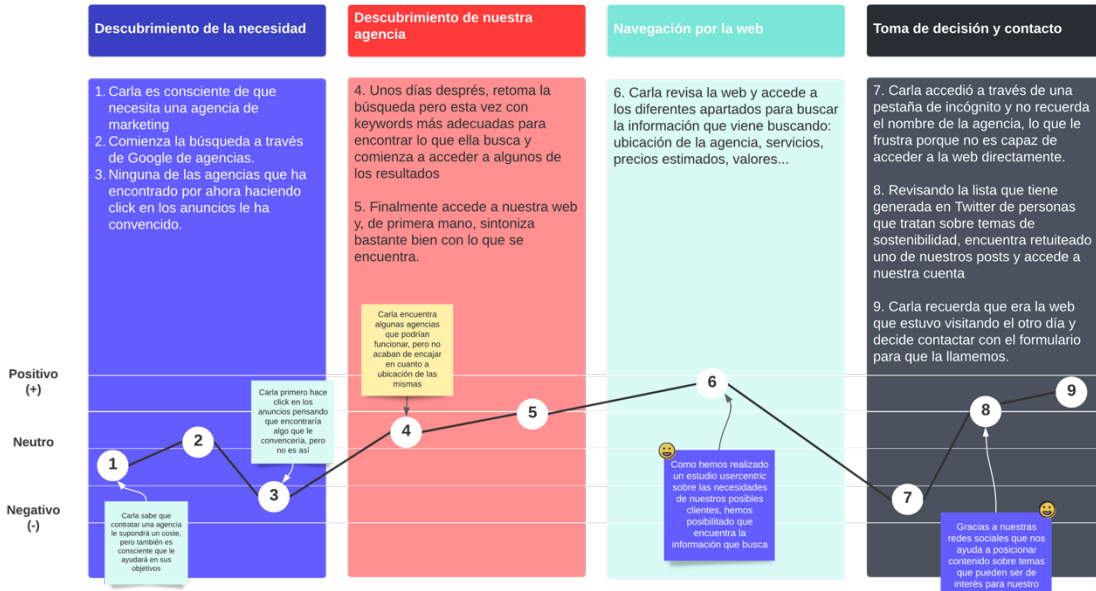 Descubrimiento de la necesidad
Descubrimiento de nuestra
agencia
Navegación por la web
Toma de decisión y contacto
1. Carla es consciente de que
necesita una agencia de
marketing
2. Comienza la búsqueda a través
de Google de agencias.
3. Ninguna de las agencias que ha
encontrado por ahora haciendo
click en los anuncios le ha
convencido.
4. Unos días després, retoma la
búsqueda pero esta vez con
keywords más adecuadas para
encontrar lo que ella busca y
comienza a acceder a algunos de
los resultados
5. Finalmente accede a nuestra web
y, de primera mano, sintoniza
bastante bien con lo que se
encuentra.
6. Carla revisa la web y accede a
a los diferentes apartados para buscar
la información que viene buscando:
ubicación de la agencia, servicios,
precios estimados, valores...
7. Carla accedió a través de una
pestaña de incógnito y no recuerda
el nombre de la agencia, lo que le
frustra porque no es capaz de
acceder a la web directamente.
8. Revisando la lista que tiene
generada en Twitter de personas
que tratan sobre temas de
sostenibilidad, encuentra retuiteado
uno de nuestros posts y accede a
nuestra cuenta
9. Carla recuerda que era la web
que estuvo visitando el otro día y
decide contactar con el formulario
para que la llamemos.
Positivo
(+)
Neutro
Negativo
(-)
1
2
3
4
5
6
7
8
9
Carla sabe que
contratar una agencia
le supondrá un coste,
pero también es
consciente que le
ayudará en sus
objetivos
Carla primero hace
click en los
anuncios pensando
que encontraría
algo que le
convencería, pero
no es así
Carla encuentra
algunas agencias
que podrían
funcionar, pero no
acaban de encajar
en cuanto a
ubicación de las
mismas
Como hemos realizado
un estudio usercentric
sobre las necesidades
de nuestros posibles
clientes, hemos
posibilitado que
encuentra la
información que busca
Gracias a nuestras
redes sociales que nos
ayuda a posicionar
contenido sobre temas
que pueden ser de
interés para nuestro